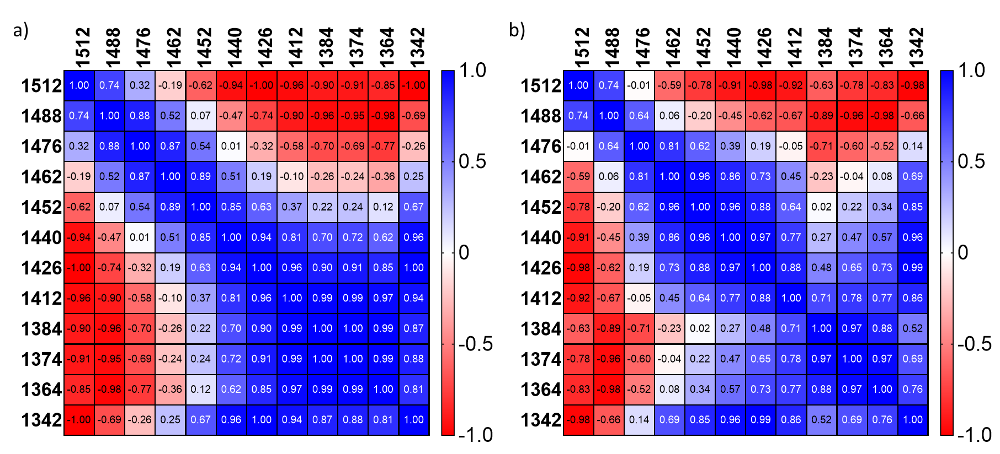 a)
1512 1488 1476 1462 1452 1440 1426 1412 1384 1374 1364 1342
1512 1.00 0.74 0.32 -0.19 -0.62 -0.94 -1.00 -0.96 -0.90 -0.91 -0.85 -1.00
1488 0.74 1.00 0.88 0.52 0.07 -0.47 -0.74 -0.90 -0.96 -0.95 -0.98 -0.69
1476 0.32 0.88 1.00 0.87 0.54 0.01 -0.32 -0.58 -0.70 -0.69 -0.77 -0.26
1462 -0.19 0.52 0.87 1.00 0.89 0.51 0.19 -0.10 -0.26 -0.24 -0.36 0.25
1452 -0.62 0.07 0.54 0.89 1.00 0.85 0.63 0.37 0.22 0.24 0.12 0.67
1440 -0.94 -0.47 0.01 0.51 0.85 1.00 0.94 0.81 0.70 0.72 0.62 0.96
1426 -1.00 -0.74 -0.32 0.19 0.63 0.94 1.00 0.96 0.90 0.91 0.85 1.00
1412 -0.96 -0.90 -0.58 -0.10 0.37 0.81 0.96 1.00 0.99 0.99 0.97 0.94
1384 -0.90 -0.96 -0.70 -0.26 0.22 0.70 0.90 0.99 1.00 1.00 0.99 0.87
1374 -0.91 -0.95 -0.69 -0.24 0.24 0.72 0.91 0.99 1.00 1.00 0.99 0.88
1364 -0.85 -0.98 -0.77 -0.36 0.12 0.62 0.85 0.97 0.99 0.99 1.00 0.81
1342 -1.00 -0.69 -0.26 0.25 0.67 0.96 1.00 0.94 0.87 0.88 0.81 1.00
1.0
0.5
0
-0.5
-1.0
b)
1512 1488 1476 1462 1452 1440 1426 1412 1384 1374 1364 1342
1512 1.00 0.74 -0.01 -0.59 -0.78 -0.91 -0.98 -0.92 -0.63 -0.78 -0.83 -0.98
1488 0.74 1.00 0.64 0.06 -0.20 -0.45 -0.62 -0.67 -0.89 -0.96 -0.98 -0.66
1476 -0.01 0.64 1.00 0.81 0.62 0.39 0.19 -0.05 -0.71 -0.60 -0.52 0.14
1462 -0.59 0.06 0.81 1.00 0.96 0.86 0.73 0.45 -0.23 -0.04 0.08 0.69
1452 -0.78 -0.20 0.62 0.96 1.00 0.96 0.88 0.64 0.02 0.22 0.34 0.85
1440 -0.91 -0.45 0.39 0.86 0.96 1.00 0.97 0.77 0.27 0.47 0.57 0.96
1426 -0.98 -0.62 0.19 0.73 0.88 0.97 1.00 0.88 0.48 0.65 0.73 0.99
1412 -0.92 -0.67 -0.05 0.45 0.64 0.77 0.88 1.00 0.71 0.78 0.77 0.86
1384 -0.63 -0.89 -0.71 -0.23 0.02 0.27 0.48 0.71 1.00 0.97 0.88 0.52
1374 -0.78 -0.96 -0.60 -0.04 0.22 0.47 0.65 0.78 0.97 1.00 0.97 0.69
1364 -0.83 -0.98 -0.52 0.08 0.34 0.57 0.73 0.77 0.88 0.97 1.00 0.76
1342 -0.98 -0.66 0.14 0.69 0.85 0.96 0.99 0.86 0.52 0.69 0.76 1.00
1.0
0.5
0
-0.5
-1.0